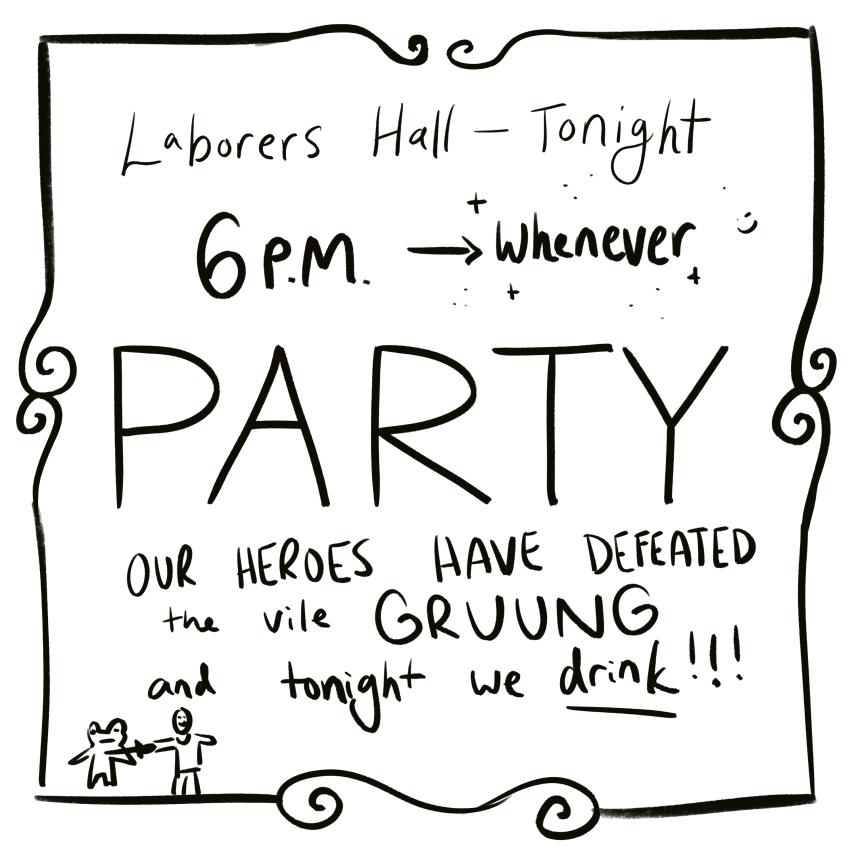 Laborers Hall – Tonight
6 P.M. → Whenever
PARTY
OUR HEROES HAVE DEFEATED
the vile GRUUNG
and tonight we drink!!!